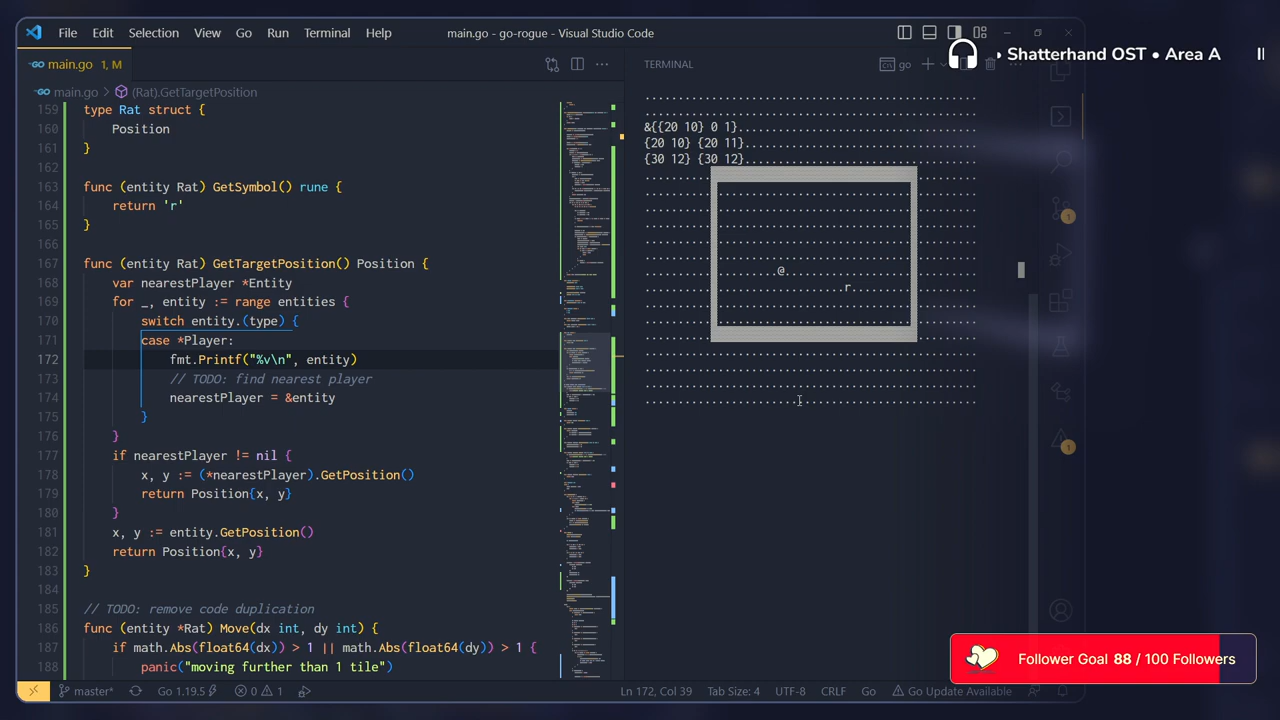 File Edit Selection View Go Run Terminal Help
main.go - go-rogue - Visual Studio Code
Shatterhand OST • Area A
main.go 1, M
TERMINAL
go
main.go > (Rat).GetTargetPosition
159 type Rat struct {
160 Position
161 }
162
163 func (entity Rat) GetSymbol() rune {
164 return 'r'
165 }
166
167 func (entity Rat) GetTargetPosition() Position {
168 var nearestPlayer *Entity
169 for _, entity := range entities {
170 switch entity.(type) {
171 case *Player:
172 fmt.Printf("%v\n", entity)
173 // TODO: find nearest player
174 nearestPlayer = &entity
175 }
176 }
177 if nearestPlayer != nil {
178 x, y := (*nearestPlayer).GetPosition()
179 return Position{x, y}
180 }
181 x, y := entity.GetPosition()
182 return Position{x, y}
183 }
184
185 // TODO: remove code duplication
186 func (entity *Rat) Move(dx int, dy int) {
187 if math.Abs(float64(dx)) > 1 || math.Abs(float64(dy)) > 1 {
188 panic("moving further than 1 tile")
&{{20 10} 0 1}
{20 10} {20 11}
{30 12} {30 12}
@
r
1
1
Follower Goal 88 / 100 Followers
master* Go 1.19.5 0 1
Ln 172, Col 39 Tab Size: 4 UTF-8 CRLF Go Go Update Available